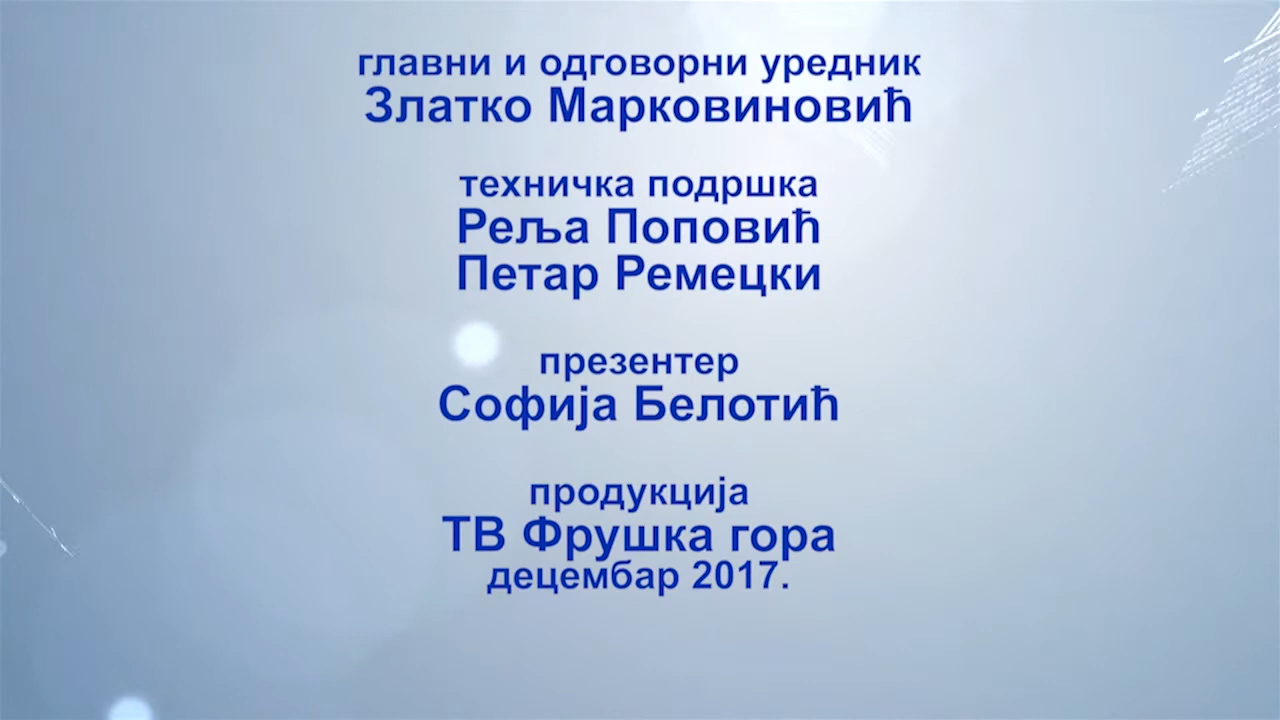 главни и одговорни уредник
Златко Марковиновић
техничка подршка
Реља Поповић
Петар Ремецки
презентер
Софија Белотић
продукција
ТВ Фрушка гора
децембар 2017.